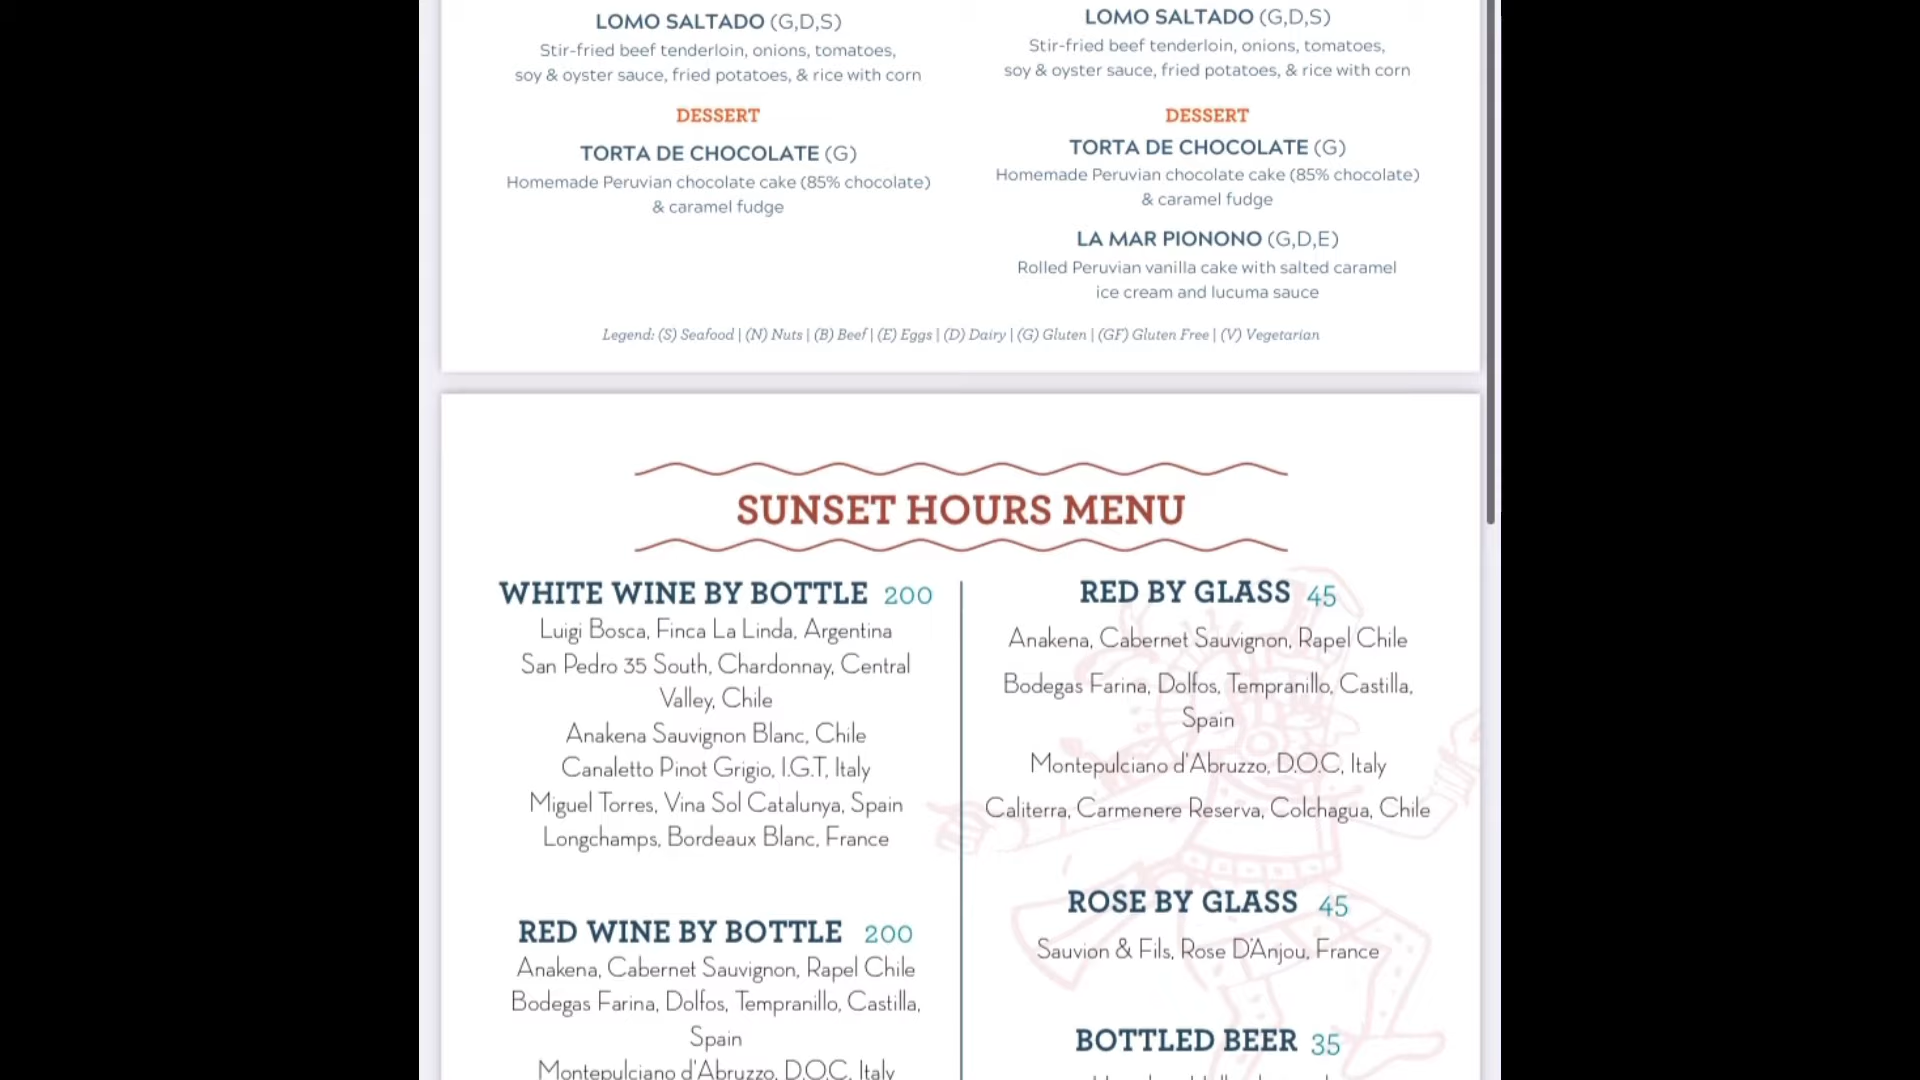 LOMO SALTADO (G,D,S)
Stir-fried beef tenderloin, onions, tomatoes,
soy & oyster sauce, fried potatoes, & rice with corn
DESSERT
TORTA DE CHOCOLATE (G)
Homemade Peruvian chocolate cake (85% chocolate)
& caramel fudge
LOMO SALTADO (G,D,S)
Stir-fried beef tenderloin, onions, tomatoes,
soy & oyster sauce, fried potatoes, & rice with corn
DESSERT
TORTA DE CHOCOLATE (G)
Homemade Peruvian chocolate cake (85% chocolate)
& caramel fudge
LA MAR PIONONO (G,D,E)
Rolled Peruvian vanilla cake with salted caramel
ice cream and lucuma sauce
Legend: (S) Seafood | (N) Nuts | (B) Beef | (E) Eggs | (D) Dairy | (G) Gluten | (GF) Gluten Free | (V) Vegetarian
SUNSET HOURS MENU
WHITE WINE BY BOTTLE 200
Luigi Bosca, Finca La Linda, Argentina
San Pedro 35 South, Chardonnay, Central
Valley, Chile
Anakena Sauvignon Blanc, Chile
Canaletto Pinot Grigio, I.G.T, Italy
Miguel Torres, Vina Sol Catalunya, Spain
Longchamps, Bordeaux Blanc, France
RED WINE BY BOTTLE 200
Anakena, Cabernet Sauvignon, Rapel Chile
Bodegas Farina, Dolfos, Tempranillo, Castilla,
Spain
Montepulciano d'Abruzzo, D.O.C, Italy
RED BY GLASS 45
Anakena, Cabernet Sauvignon, Rapel Chile
Bodegas Farina, Dolfos, Tempranillo, Castilla,
Spain
Montepulciano d'Abruzzo, D.O.C, Italy
Caliterra, Carmenere Reserva, Colchagua, Chile
ROSE BY GLASS 45
Sauvion & Fils, Rose D'Anjou, France
BOTTLED BEER 35